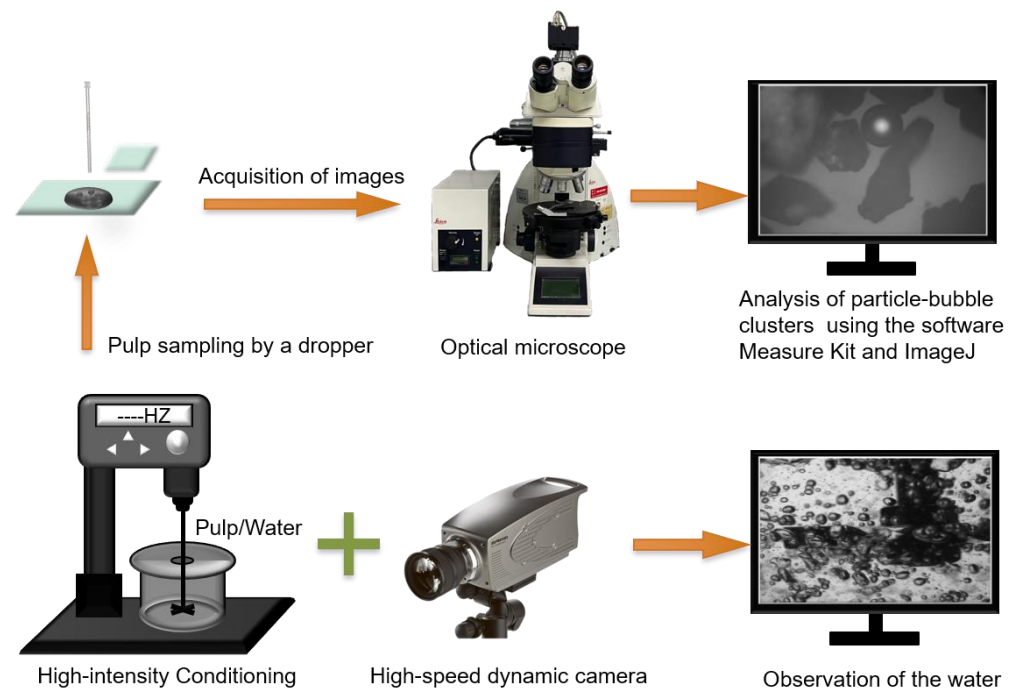 Acquisition of images
Leica
Pulp sampling by a dropper
Optical microscope
Analysis of particle-bubble
clusters using the software
Measure Kit and ImageJ
----HZ
Pulp/Water
High-intensity Conditioning
High-speed dynamic camera
Observation of the water